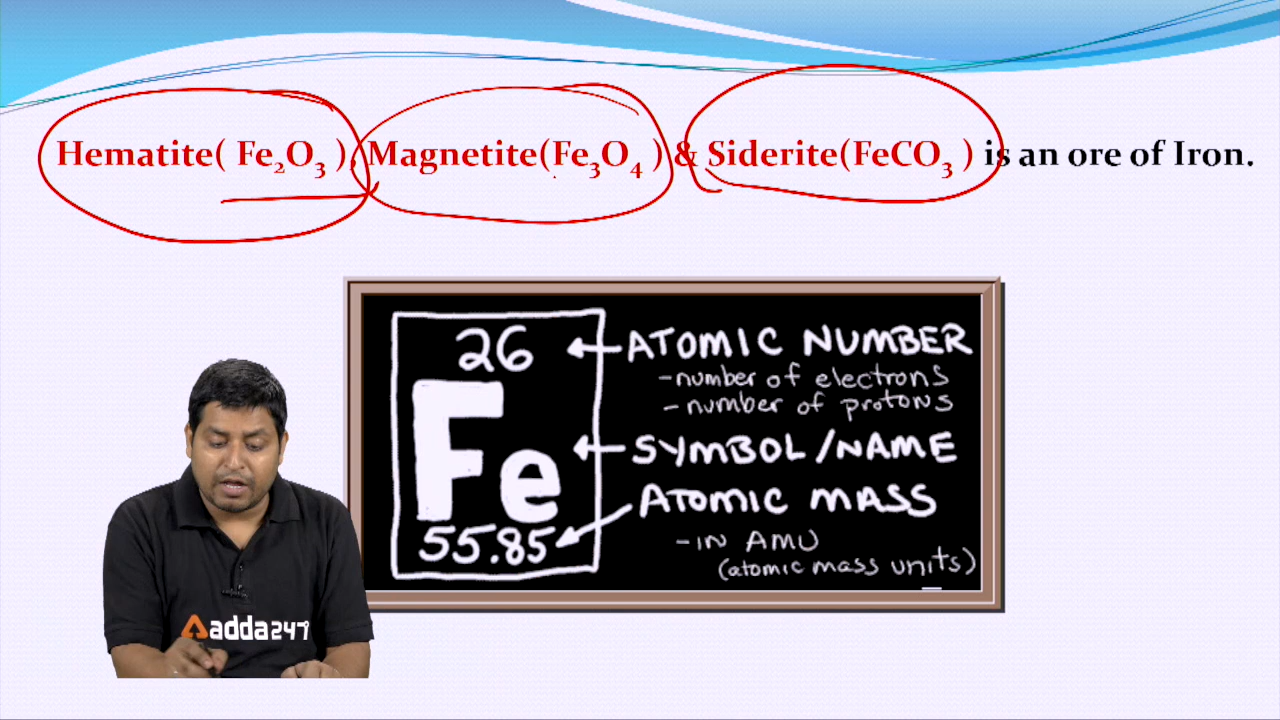 Hematite( Fe₂O₃ ), Magnetite(Fe₃O₄ ) & Siderite(FeCO₃ ) is an ore of Iron.
26
ATOMIC NUMBER
-number of electrons
-number of protons
Fe
SYMBOL/NAME
ATOMIC MASS
55.85
-IN AMU
(atomic mass units)
adda247